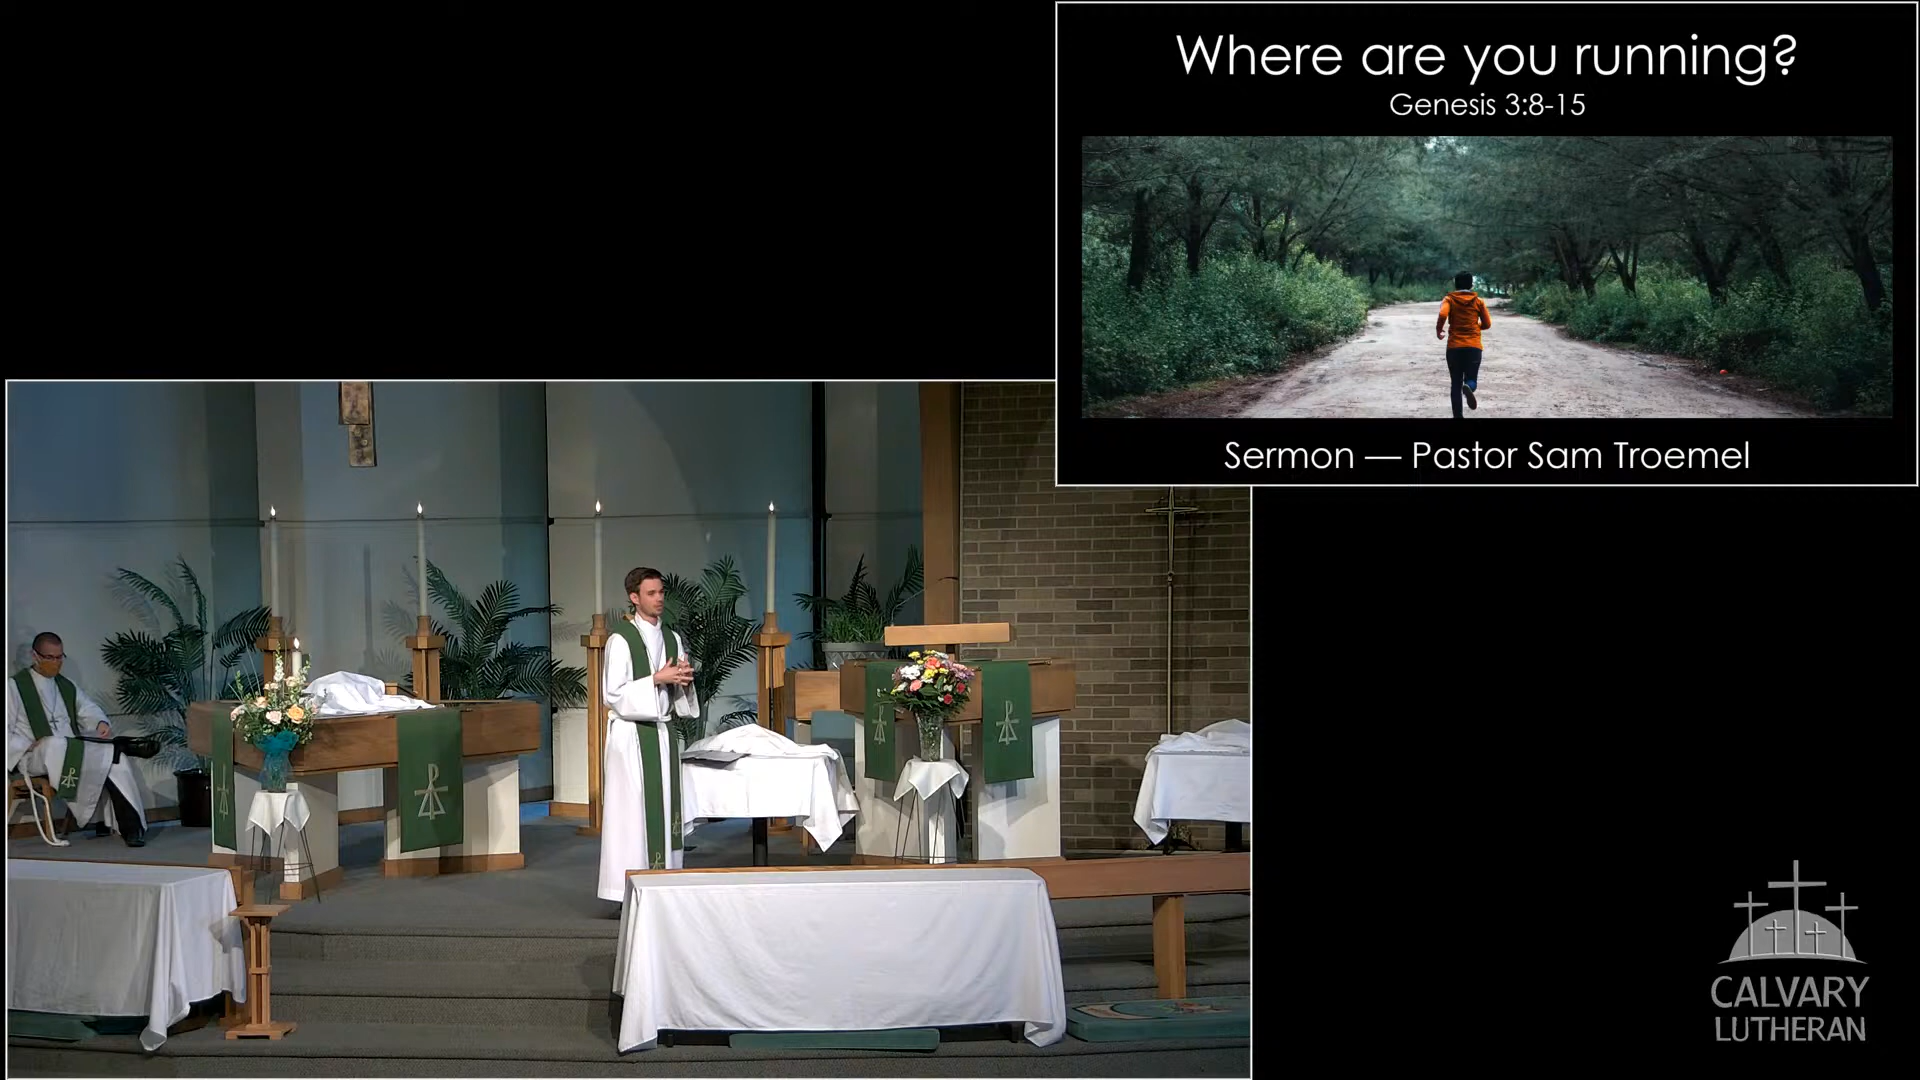 Where are you running?
Genesis 3:8-15
Sermon — Pastor Sam Troemel
CALVARY
LUTHERAN